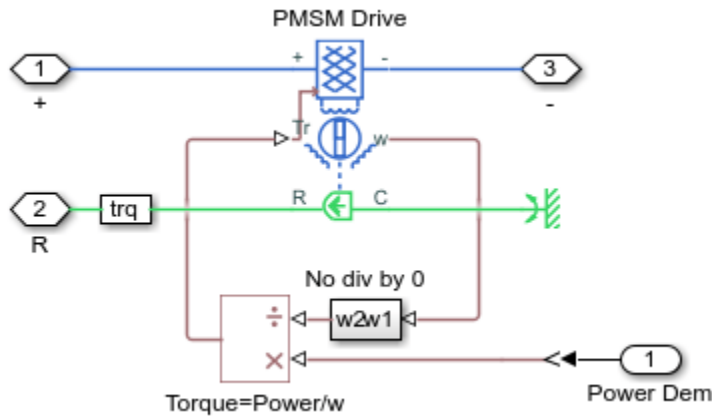 PMSM Drive
1
+
-
3
+
-
Tr
w
2
trq
R
C
R
No div by 0
÷
w2w1
×
1
Torque=Power/w
Power Dem